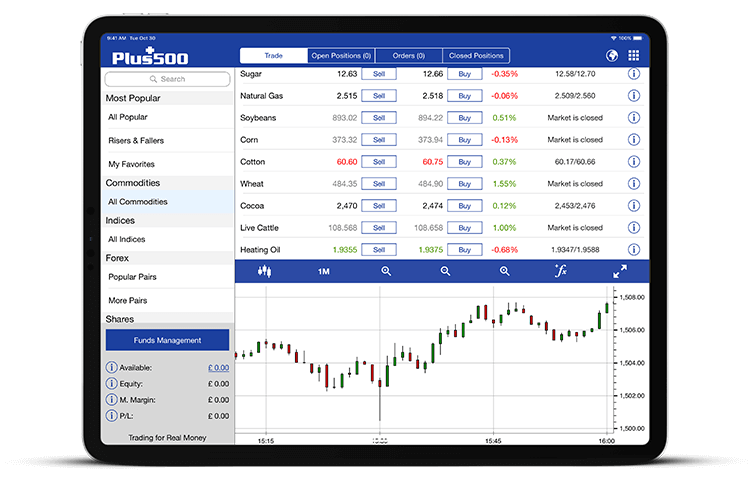 9:41 AM Tue Oct 30
100%
Plus500
Trade
Open Positions (0)
Orders (0)
Closed Positions
Search
Most Popular
All Popular
Risers & Fallers
My Favorites
Commodities
All Commodities
Indices
All Indices
Forex
Popular Pairs
More Pairs
Shares
Funds Management
Available: £ 0.00
Equity: £ 0.00
M. Margin: £ 0.00
P/L: £ 0.00
Trading for Real Money
Sugar 12.63 Sell 12.66 Buy -0.35% 12.58/12.70
Natural Gas 2.515 Sell 2.518 Buy -0.06% 2.509/2.560
Soybeans 893.02 Sell 894.22 Buy 0.51% Market is closed
Corn 373.32 Sell 373.94 Buy -0.13% Market is closed
Cotton 60.60 Sell 60.75 Buy 0.37% 60.17/60.66
Wheat 484.35 Sell 484.90 Buy 1.55% Market is closed
Cocoa 2,470 Sell 2,474 Buy 0.12% 2,453/2,476
Live Cattle 108.568 Sell 108.658 Buy 1.00% Market is closed
Heating Oil 1.9355 Sell 1.9375 Buy -0.68% 1.9347/1.9588
1M
fx
1,508.00
1,506.00
1,504.00
1,502.00
1,500.00
15:15
15:45
16:00